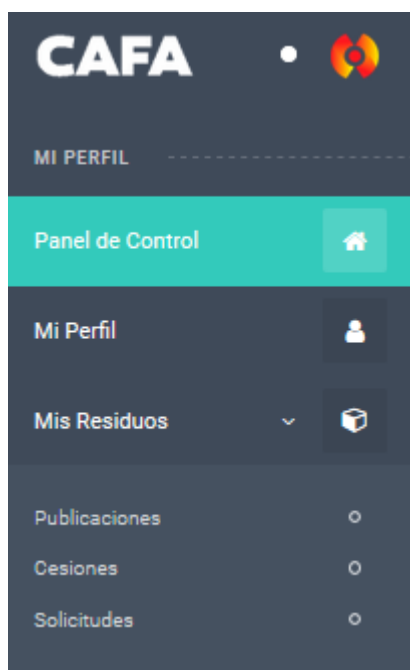 CAFA
MI PERFIL
Panel de Control
Mi Perfil
Mis Residuos
Publicaciones
Cesiones
Solicitudes